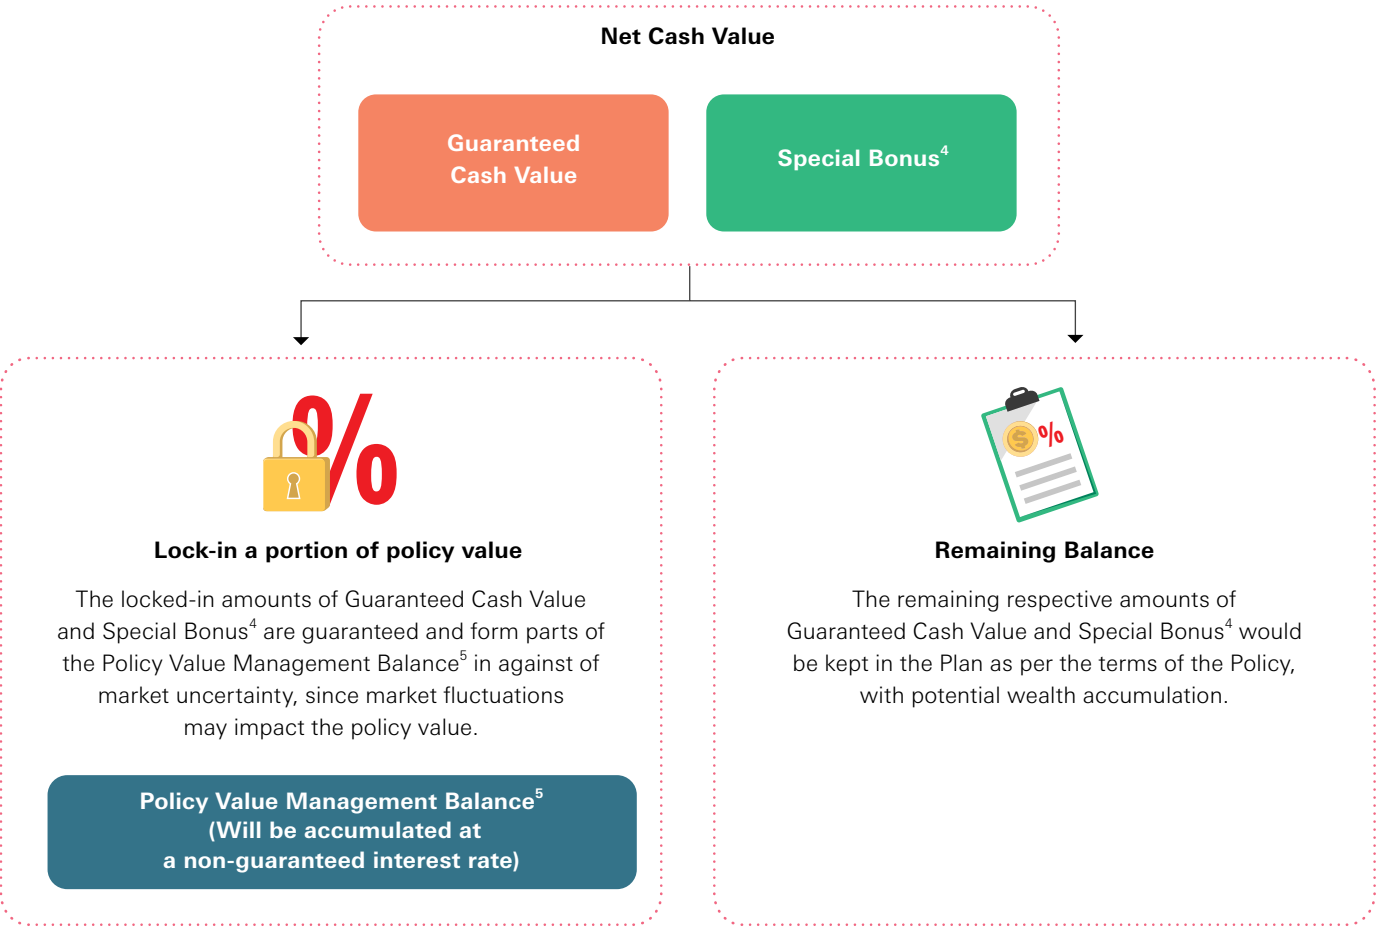 Net Cash Value
Guaranteed
Cash Value
Special Bonus4
%
%
Lock-in a portion of policy value
The locked-in amounts of Guaranteed Cash Value
and Special Bonus4 are guaranteed and form parts of
the Policy Value Management Balance5 in against of
market uncertainty, since market fluctuations
may impact the policy value.
Policy Value Management Balance5
(Will be accumulated at
a non-guaranteed interest rate)
$
Remaining Balance
The remaining respective amounts of
Guaranteed Cash Value and Special Bonus4 would
be kept in the Plan as per the terms of the Policy,
with potential wealth accumulation.